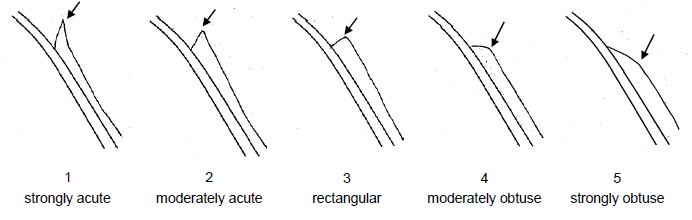 1 2 3 4 5
strongly acute moderately acute rectangular moderately obtuse strongly obtuse